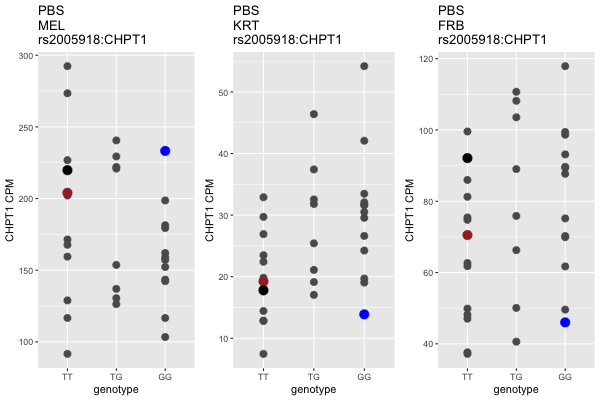 PBS
MEL
rs2005918:CHPT1
300
250
200
150
100
CHPT1 CPM
TT TG GG
genotype
PBS
KRT
rs2005918:CHPT1
50
40
30
20
10
CHPT1 CPM
TT TG GG
genotype
PBS
FRB
rs2005918:CHPT1
120
100
80
60
40
CHPT1 CPM
TT TG GG
genotype